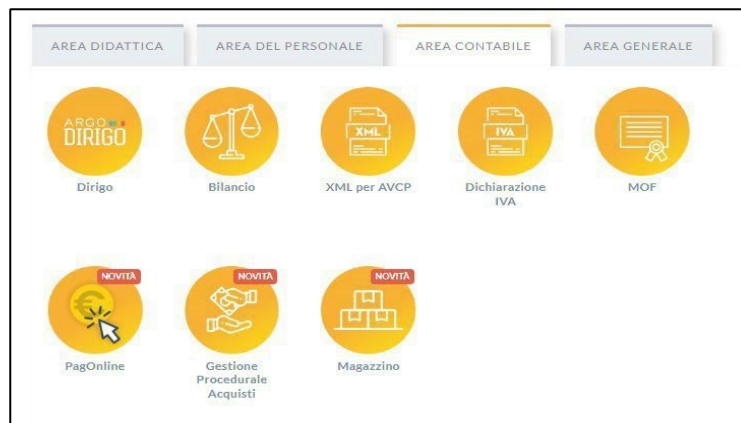 AREA DIDATTICA
AREA DEL PERSONALE
AREA CONTABILE
AREA GENERALE
ARGO
DIRIGO
XML
IVA
Dirigo
Bilancio
XML per AVCP
Dichiarazione
IVA
MOF
NOVITÀ
NOVITÀ
NOVITÀ
€
PagOnline
Gestione
Procedurale
Acquisti
Magazzino